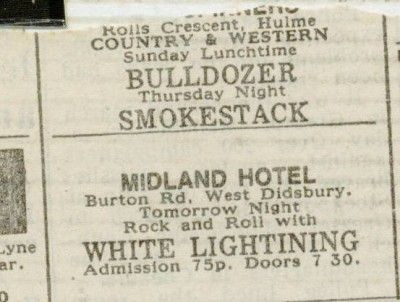 Rolls Crescent, Hulme
COUNTRY & WESTERN
Sunday Lunchtime
BULLDOZER
Thursday Night
SMOKESTACK
MIDLAND HOTEL
Burton Rd, West Didsbury.
Tomorrow Night
Rock and Roll with
WHITE LIGHTINING
Admission 75p. Doors 7 30.
Lyne
ar.
0